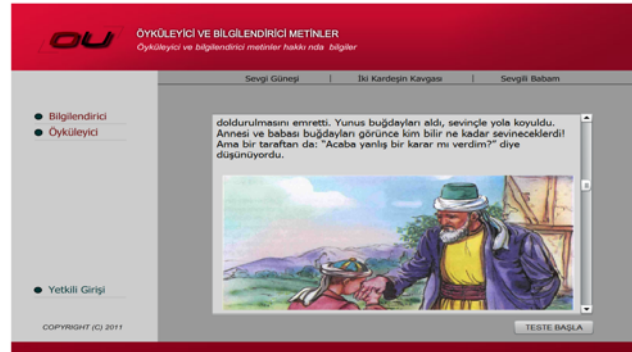 OU
ÖYKÜLEYİCİ VE BİLGİLENDİRİCİ METİNLER
Öyküleyici ve bilgilendirici metinler hakkı nda bilgiler
Sevgi Güneşi | İki Kardeşin Kavgası | Sevgili Babam
Bilgilendirici
Öyküleyici
doldurulmasını emretti. Yunus buğdayları aldı, sevinçle yola koyuldu.
Annesi ve babası buğdayları görünce kim bilir ne kadar sevineceklerdi!
Ama bir taraftan da: "Acaba yanlış bir karar mı verdim?" diye
düşünüyordu.
Yetkili Girişi
COPYRIGHT (C) 2011
TESTE BAŞLA